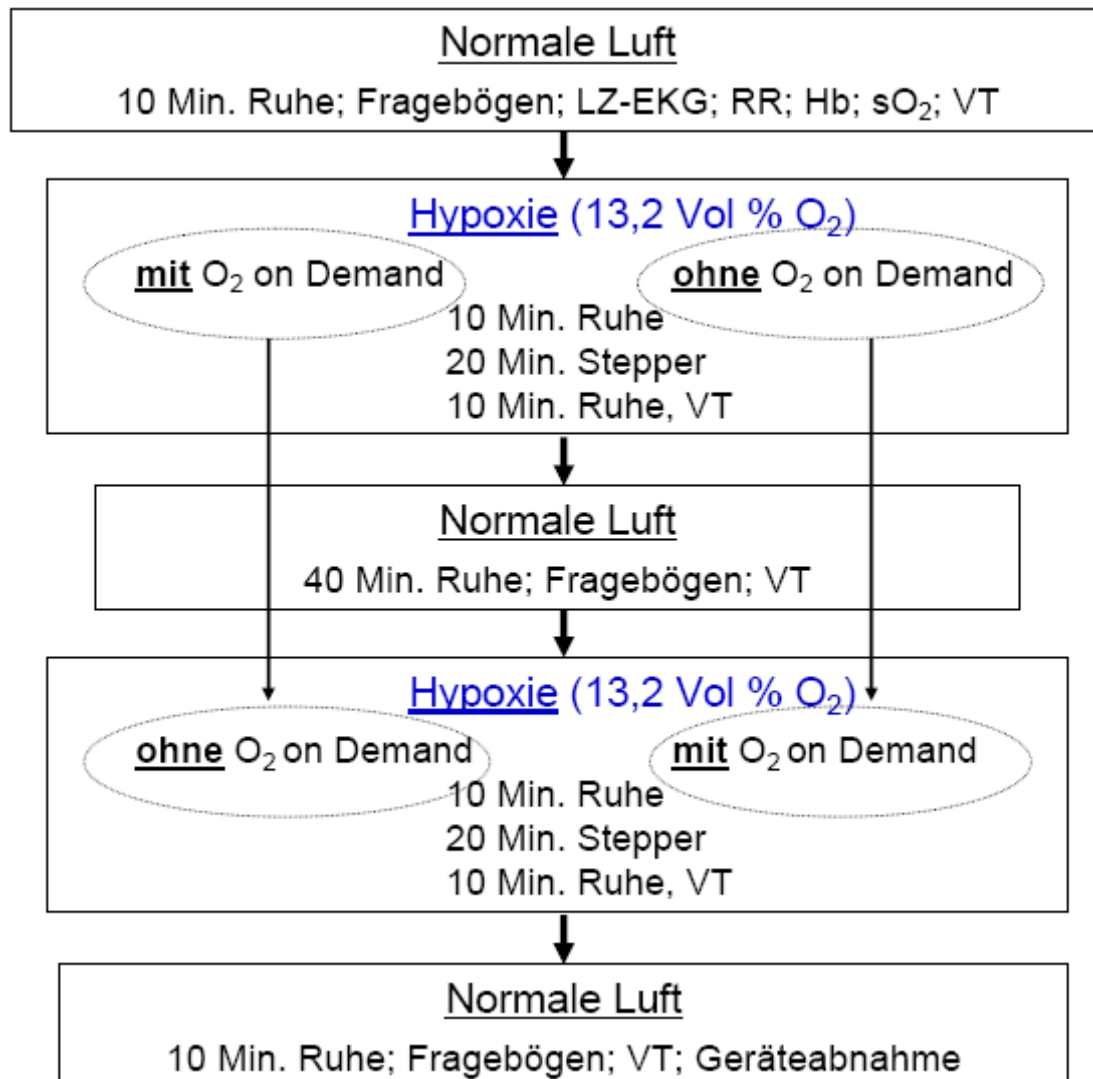 Normale Luft
10 Min. Ruhe; Fragebögen; LZ-EKG; RR; Hb; sO₂; VT
Hypoxie (13,2 Vol % O₂)
mit O₂ on Demand
ohne O₂ on Demand
10 Min. Ruhe
20 Min. Stepper
10 Min. Ruhe, VT
Normale Luft
40 Min. Ruhe; Fragebögen; VT
Hypoxie (13,2 Vol % O₂)
ohne O₂ on Demand
mit O₂ on Demand
10 Min. Ruhe
20 Min. Stepper
10 Min. Ruhe, VT
Normale Luft
10 Min. Ruhe; Fragebögen; VT; Geräteabnahme